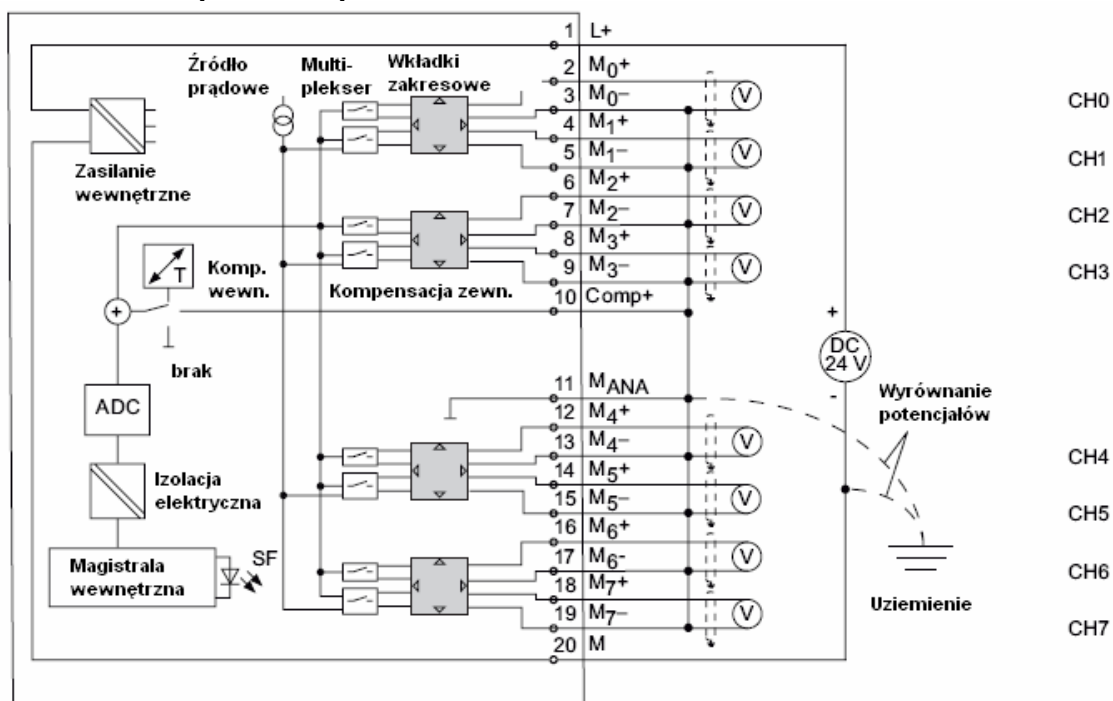 1 L+
Źródło prądowe
Multi-
plekser
Wkładki zakresowe
2 M0+
3 M0–
V
CH0
4 M1+
5 M1–
V
CH1
Zasilanie
wewnętrzne
6 M2+
7 M2–
V
CH2
8 M3+
9 M3–
V
CH3
T
Komp.
wewn.
Kompensacja zewn.
10 Comp+
+
brak
+
DC
24 V
-
ADC
11 MANA
Wyrównanie
potencjałów
12 M4+
13 M4–
V
CH4
14 M5+
15 M5–
V
CH5
Izolacja
elektryczna
16 M6+
17 M6-
V
CH6
18 M7+
19 M7–
V
CH7
Magistrala
wewnętrzna
SF
Uziemienie
20 M